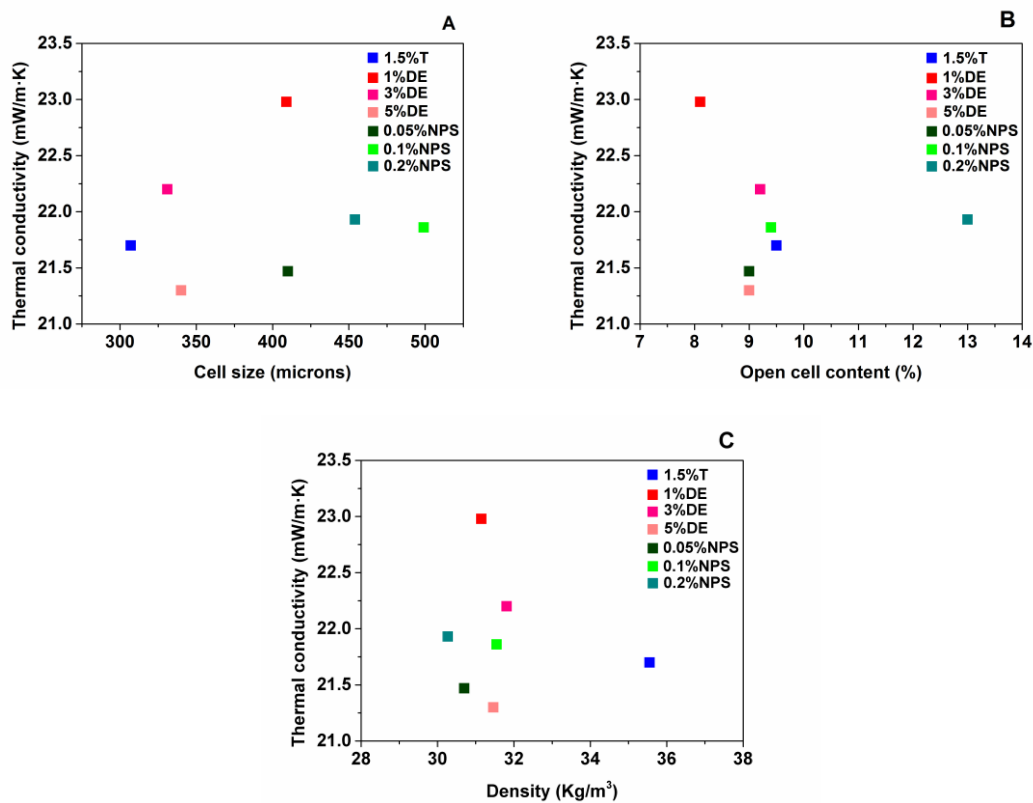 A
23.5
23.0
22.5
22.0
21.5
21.0
Thermal conductivity (mW/m·K)
1.5%T
1%DE
3%DE
5%DE
0.05%NPS
0.1%NPS
0.2%NPS
300 350 400 450 500
Cell size (microns)
B
23.5
23.0
22.5
22.0
21.5
21.0
Thermal conductivity (mW/m·K)
1.5%T
1%DE
3%DE
5%DE
0.05%NPS
0.1%NPS
0.2%NPS
7 8 9 10 11 12 13 14
Open cell content (%)
C
23.5
23.0
22.5
22.0
21.5
21.0
Thermal conductivity (mW/m·K)
1.5%T
1%DE
3%DE
5%DE
0.05%NPS
0.1%NPS
0.2%NPS
28 30 32 34 36 38
Density (Kg/m³)